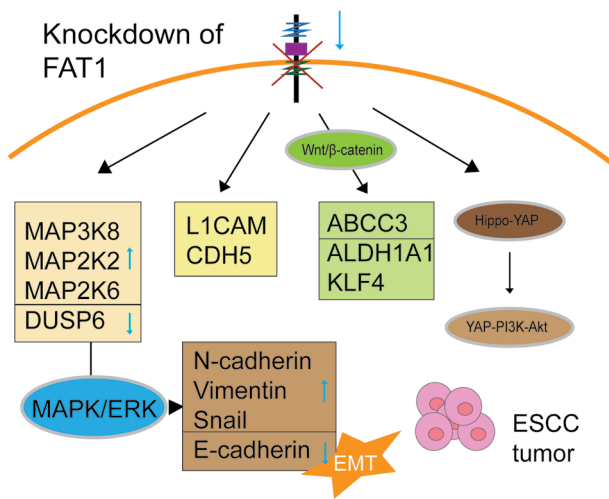 Knockdown of
FAT1
Wnt/β-catenin
MAP3K8
MAP2K2
MAP2K6
DUSP6
L1CAM
CDH5
ABCC3
ALDH1A1
KLF4
Hippo-YAP
YAP-PI3K-Akt
MAPK/ERK
N-cadherin
Vimentin
Snail
E-cadherin
EMT
ESCC
tumor